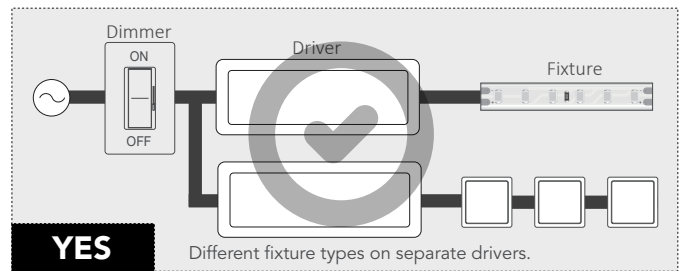 Dimmer
ON
OFF
Driver
Fixture
YES
Different fixture types on separate drivers.